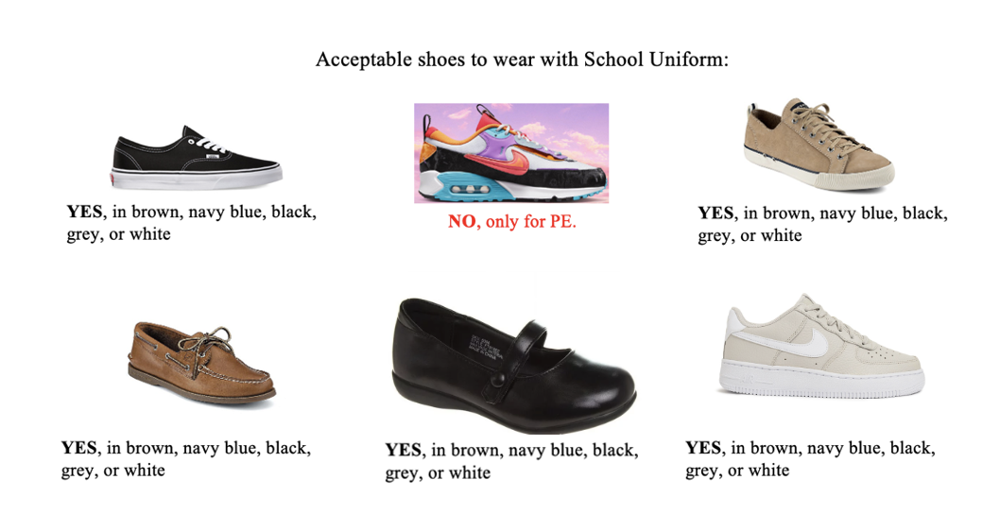 Acceptable shoes to wear with School Uniform:
YES, in brown, navy blue, black,
grey, or white
NO, only for PE.
YES, in brown, navy blue, black,
grey, or white
YES, in brown, navy blue, black,
grey, or white
YES, in brown, navy blue, black,
grey, or white
YES, in brown, navy blue, black,
grey, or white